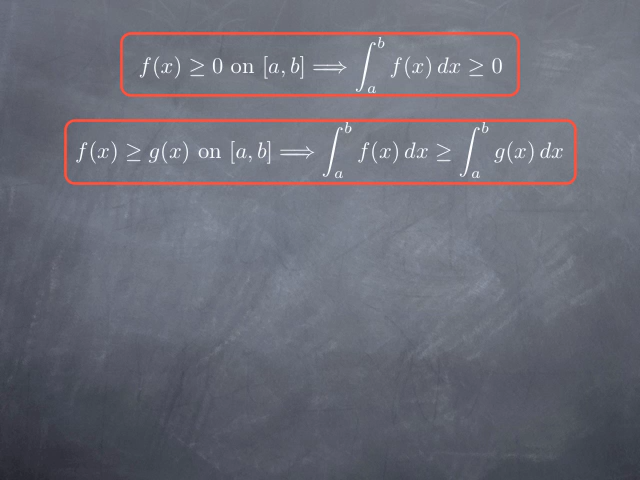 f(x) ≥ 0 on [a, b] ⟹ ∫_a^b f(x) dx ≥ 0
f(x) ≥ g(x) on [a, b] ⟹ ∫_a^b f(x) dx ≥ ∫_a^b g(x) dx